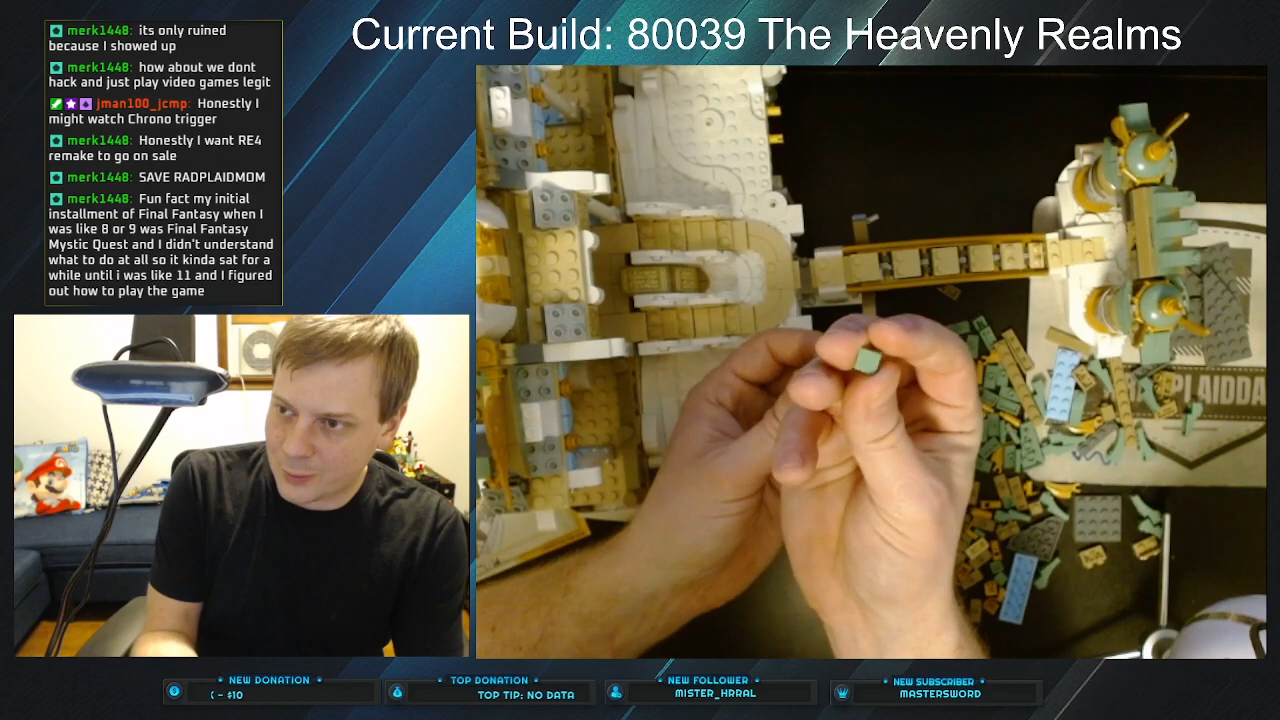 Current Build: 80039 The Heavenly Realms
merk1448: its only ruined
because I showed up
merk1448: how about we dont
hack and just play video games legit
jman100_jcmp: Honestly I
might watch Chrono trigger
merk1448: Honestly I want RE4
remake to go on sale
merk1448: SAVE RADPLAIDMOM
merk1448: Fun fact my initial
installment of Final Fantasy when I
was like 8 or 9 was Final Fantasy
Mystic Quest and I didn't understand
what to do at all so it kinda sat for a
while until i was like 11 and I figured
out how to play the game
PLAIDDA
NEW DONATION
( - $10
TOP DONATION
TOP TIP: NO DATA
NEW FOLLOWER
MISTER_HRRAL
NEW SUBSCRIBER
MASTERSWORD